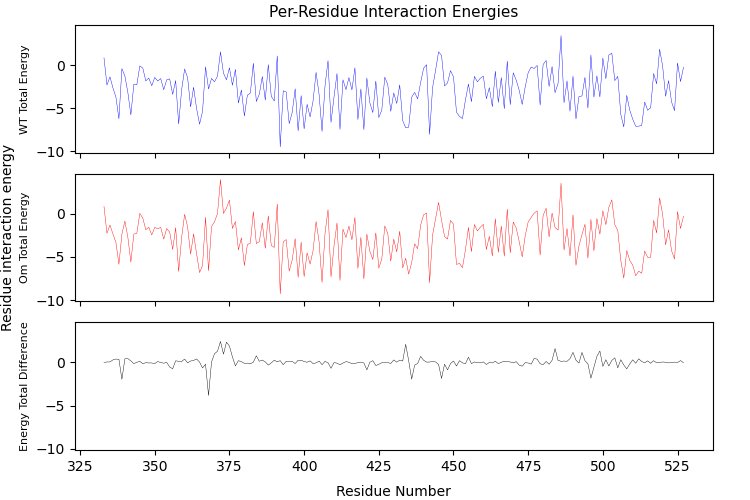 Per-Residue Interaction Energies
Residue interaction energy
WT Total Energy
0
−5
−10
Om Total Energy
0
−5
−10
Energy Total Difference
0
−5
−10
325 350 375 400 425 450 475 500 525
Residue Number